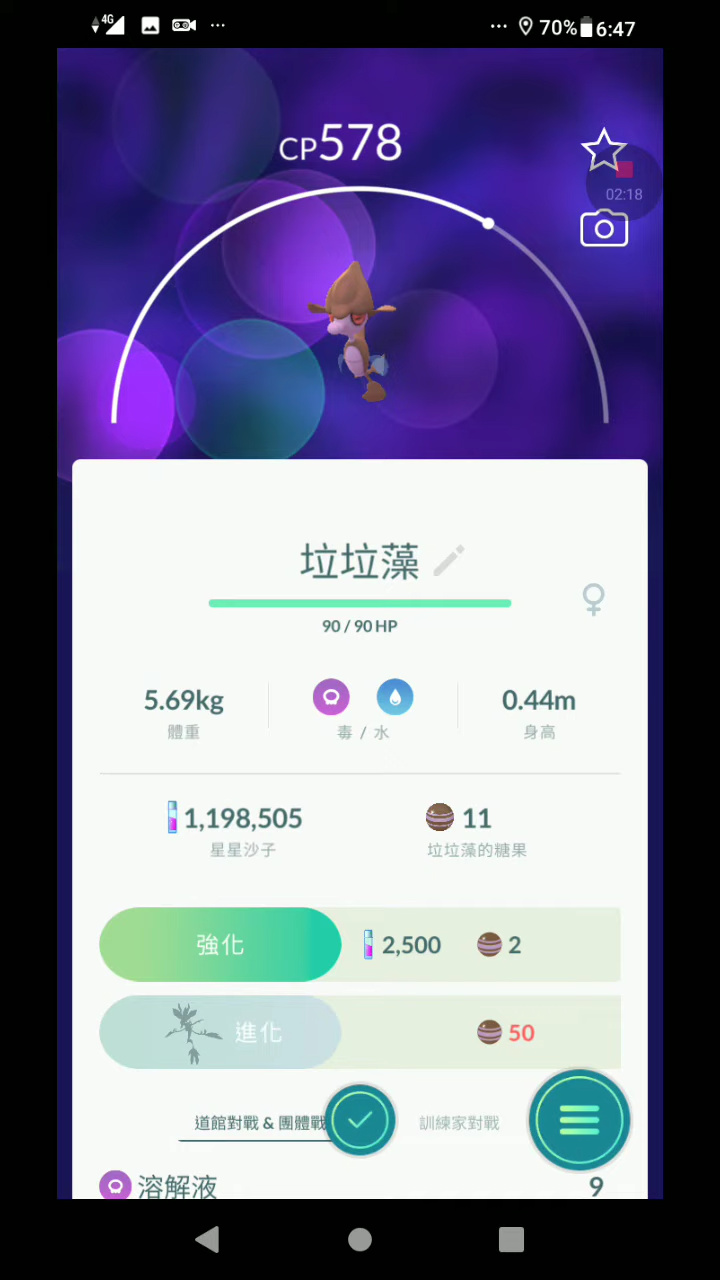 4G 70% 6:47
CP578
02:18
垃垃藻
90 / 90 HP
5.69kg 0.44m
體重 毒 / 水 身高
1,198,505 11
星星沙子 垃垃藻的糖果
強化 2,500 2
進化 50
道館對戰 & 團體戰 訓練家對戰
溶解液 9